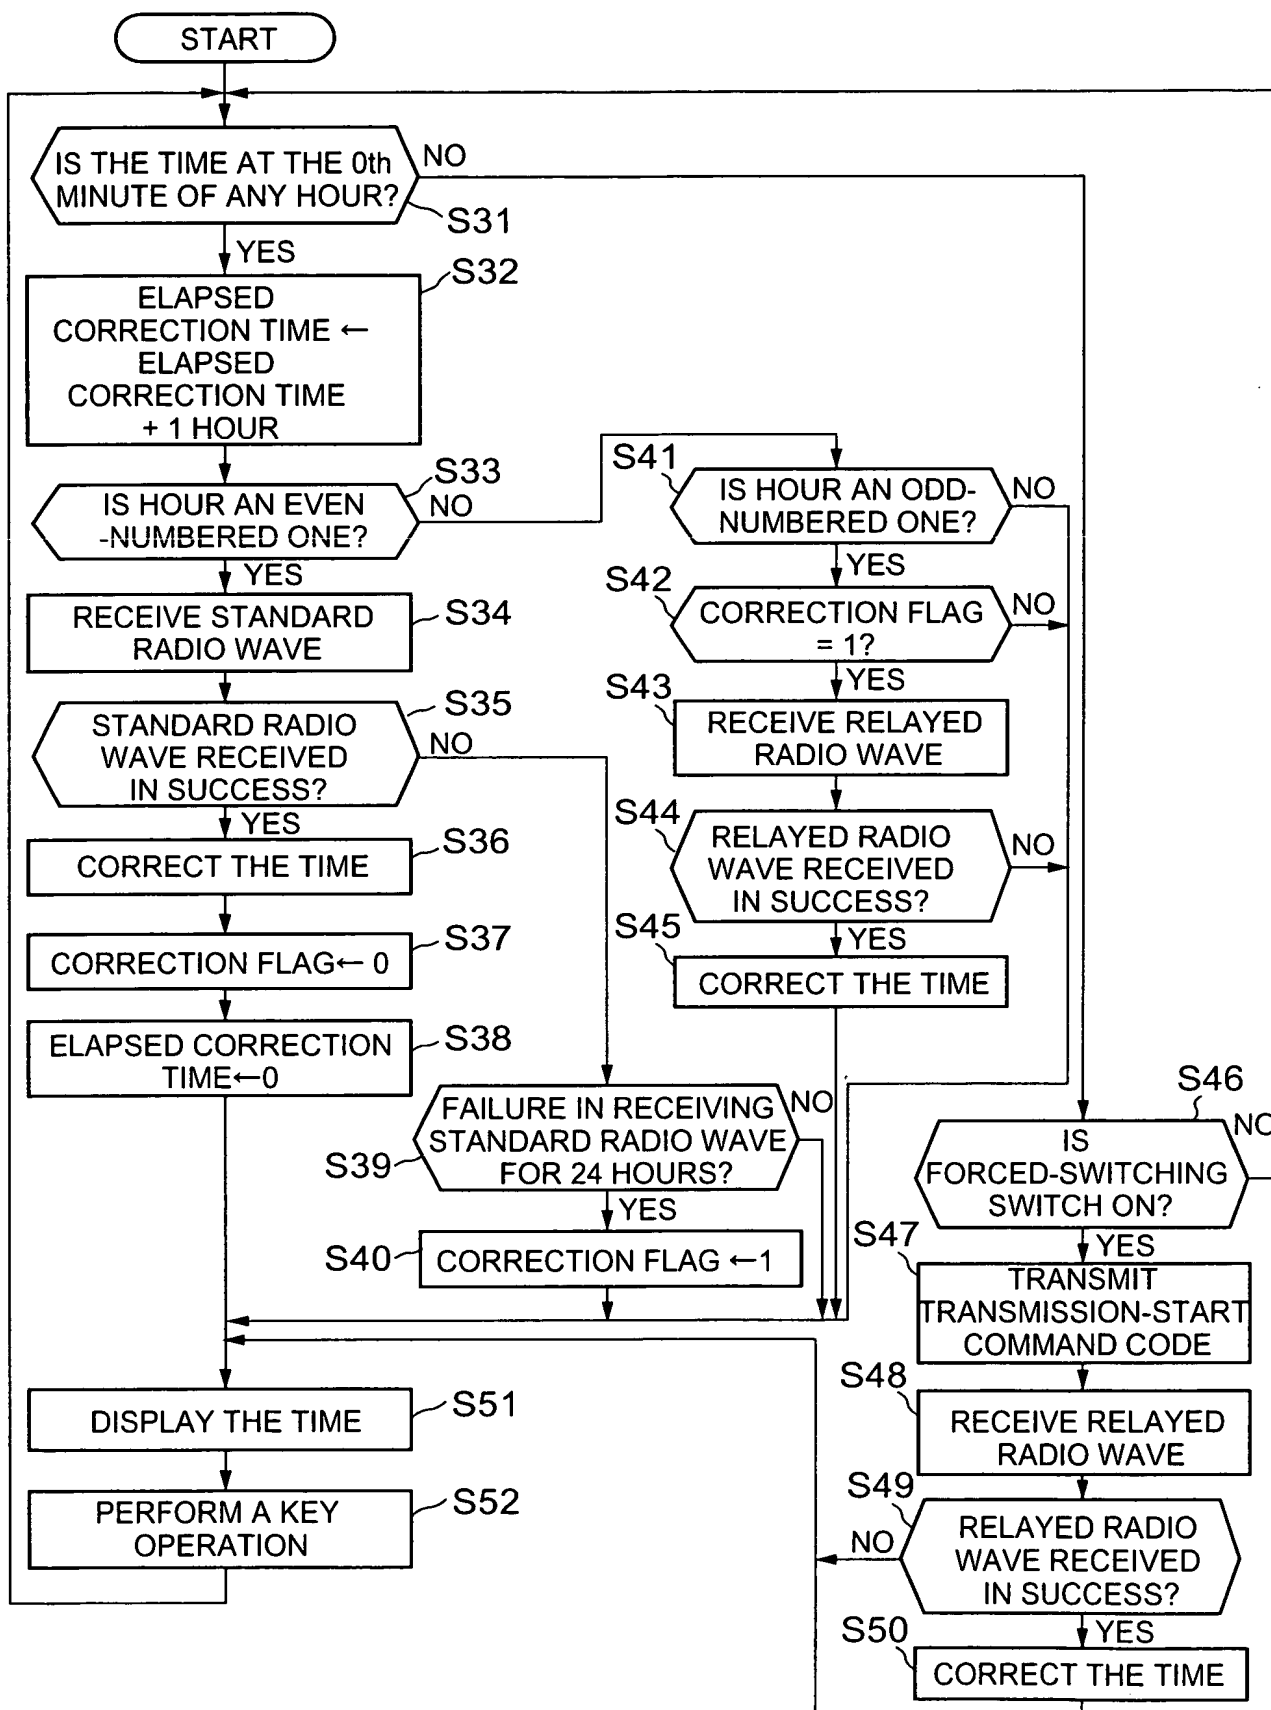 START
IS THE TIME AT THE 0th
MINUTE OF ANY HOUR?
NO
S31
YES
S32
ELAPSED
CORRECTION TIME ←
ELAPSED
CORRECTION TIME
+ 1 HOUR
S33
IS HOUR AN EVEN
-NUMBERED ONE?
NO
YES
S34
RECEIVE STANDARD
RADIO WAVE
S35
STANDARD RADIO
WAVE RECEIVED
IN SUCCESS?
NO
YES
S36
CORRECT THE TIME
S37
CORRECTION FLAG← 0
S38
ELAPSED CORRECTION
TIME←0
S39
FAILURE IN RECEIVING
STANDARD RADIO WAVE
FOR 24 HOURS?
NO
YES
S40
CORRECTION FLAG ←1
S41
IS HOUR AN ODD-
NUMBERED ONE?
NO
YES
S42
CORRECTION FLAG
= 1?
NO
YES
S43
RECEIVE RELAYED
RADIO WAVE
S44
RELAYED RADIO
WAVE RECEIVED
IN SUCCESS?
NO
YES
S45
CORRECT THE TIME
S46
IS
FORCED-SWITCHING
SWITCH ON?
NO
YES
S47
TRANSMIT
TRANSMISSION-START
COMMAND CODE
S48
RECEIVE RELAYED
RADIO WAVE
S49
RELAYED RADIO
WAVE RECEIVED
IN SUCCESS?
NO
YES
S50
CORRECT THE TIME
S51
DISPLAY THE TIME
S52
PERFORM A KEY
OPERATION